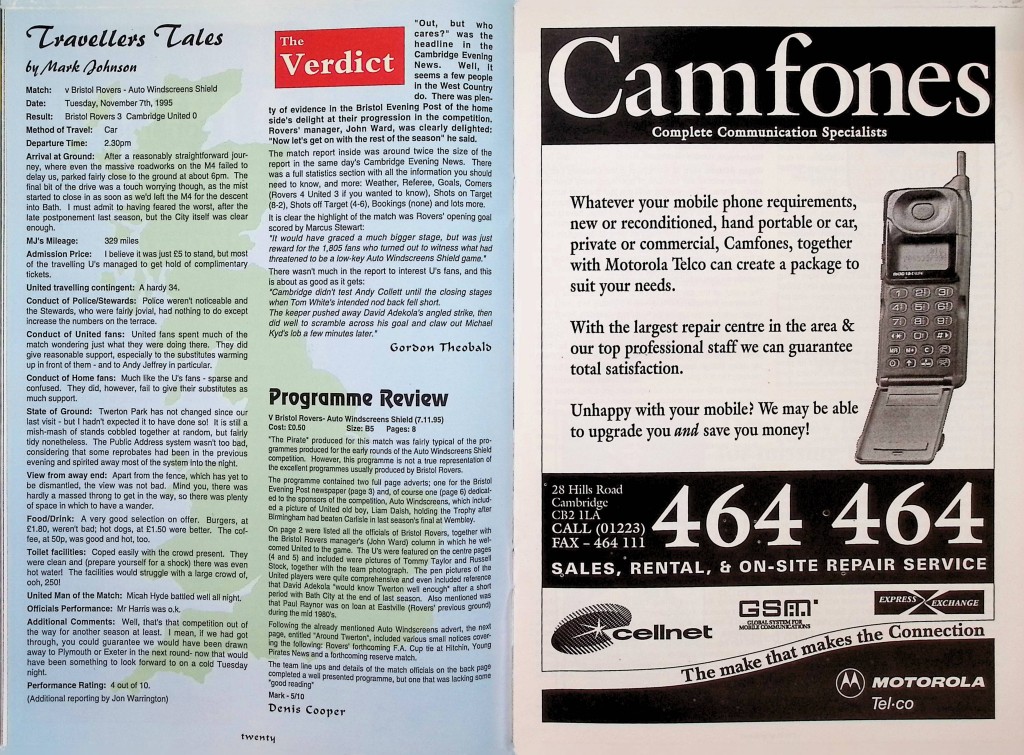 Travellers Tales
by Mark Johnson
Match: v Bristol Rovers - Auto Windscreens Shield
Date: Tuesday, November 7th, 1995
Result: Bristol Rovers 3 Cambridge United 0
Method of Travel: Car
Departure Time: 2.30pm
Arrival at Ground: After a reasonably straightforward jour-
ney, where even the massive roadworks on the M4 failed to
delay us, parked fairly close to the ground at about 6pm. The
final bit of the drive was a touch worrying though, as the mist
started to close in as soon as we'd left the M4 for the descent
into Bath. I must admit to having feared the worst, after the
late postponement last season, but the City itself was clear
enough.
MJ's Mileage: 329 miles
Admission Price: I believe it was just £5 to stand, but most
of the travelling U's managed to get hold of complimentary
tickets.
United travelling contingent: A hardy 34.
Conduct of Police/Stewards: Police weren't noticeable and
the Stewards, who were fairly jovial, had nothing to do except
increase the numbers on the terrace.
Conduct of United fans: United fans spent much of the
match wondering just what they were doing there. They did
give reasonable support, especially to the substitutes warming
up in front of them - and to Andy Jeffrey in particular.
Conduct of Home fans: Much like the U's fans - sparse and
confused. They did, however, fail to give their substitutes as
much support.
State of Ground: Twerton Park has not changed since our
last visit - but I hadn't expected it to have done so! It is still a
mish-mash of stands cobbled together at random, but fairly
tidy nonetheless. The Public Address system wasn't too bad,
considering that some reprobates had been in the previous
evening and spirited away most of the system into the night.
View from away end: Apart from the fence, which has yet to
be dismantled, the view was not bad. Mind you, there was
hardly a massed throng to get in the way, so there was plenty
of space in which to have a wander.
Food/Drink: A very good selection on offer. Burgers, at
£1.80, weren't bad; hot dogs, at £1.50 were better. The cof-
fee, at 50p, was good and hot, too.
Toilet facilities: Coped easily with the crowd present. They
were clean and (prepare yourself for a shock) there was even
hot water! The facilities would struggle with a large crowd of,
ooh, 250!
United Man of the Match: Micah Hyde battled well all night.
Officials Performance: Mr Harris was o.k.
Additional Comments: Well, that's that competition out of
the way for another season at least. I mean, if we had got
through, you could guarantee we would have been drawn
away to Plymouth or Exeter in the next round- now that would
have been something to look forward to on a cold Tuesday
night.
Performance Rating: 4 out of 10.
(Additional reporting by Jon Warrington)
The
Verdict
"Out, but who
cares?" was the
headline in the
Cambridge Evening
News. Well, it
seems a few people
in the West Country
do. There was plen-
ty of evidence in the Bristol Evening Post of the home
side's delight at their progression in the competition.
Rovers' manager, John Ward, was clearly delighted:
"Now let's get on with the rest of the season" he said.
The match report inside was around twice the size of the
report in the same day's Cambridge Evening News. There
was a full statistics section with all the information you should
need to know, and more: Weather, Referee, Goals, Corners
(Rovers 4 United 3 if you wanted to know), Shots on Target
(8-2), Shots off Target (4-6), Bookings (none) and lots more.
It is clear the highlight of the match was Rovers' opening goal
scored by Marcus Stewart:
"It would have graced a much bigger stage, but was just
reward for the 1,805 fans who turned out to witness what had
threatened to be a low-key Auto Windscreens Shield game."
There wasn't much in the report to interest U's fans, and this
is about as good as it gets:
"Cambridge didn't test Andy Collett until the closing stages
when Tom White's intended nod back fell short.
The keeper pushed away David Adekola's angled strike, then
did well to scramble across his goal and claw out Michael
Kyd's lob a few minutes later."
Gordon Theobald
Programme Review
V Bristol Rovers- Auto Windscreens Shield (7.11.95)
Cost: £0.50 Size: B5 Pages: 8
"The Pirate" produced for this match was fairly typical of the pro-
grammes produced for the early rounds of the Auto Windscreens Shield
competition. However, this programme is not a true representation of
the excellent programmes usually produced by Bristol Rovers.
The programme contained two full page adverts; one for the Bristol
Evening Post newspaper (page 3) and, of course one (page 6) dedicat-
ed to the sponsors of the competition, Auto Windscreens, which includ-
ed a picture of United old boy, Liam Daish, holding the Trophy after
Birmingham had beaten Carlisle in last season's final at Wembley.
On page 2 were listed all the officials of Bristol Rovers, together with
the Bristol Rovers manager's (John Ward) column in which he wel-
comed United to the game. The U's were featured on the centre pages
(4 and 5) and included were pictures of Tommy Taylor and Russell
Stock, together with the team photograph. The pen pictures of the
United players were quite comprehensive and even included reference
that David Adekola "would know Twerton well enough" after a short
period with Bath City at the end of last season. Also mentioned was
that Paul Raynor was on loan at Eastville (Rovers' previous ground)
during the mid 1980's.
Following the already mentioned Auto Windscreens advert, the next
page, entitled "Around Twerton", included various small notices cover-
ing the following: Rovers' forthcoming F.A. Cup tie at Hitchin, Young
Pirates News and a forthcoming reserve match.
The team line ups and details of the match officials on the back page
completed a well presented programme, but one that was lacking some
"good reading"
Mark - 5/10
Denis Cooper
twenty
Camfones
Complete Communication Specialists
Whatever your mobile phone requirements,
new or reconditioned, hand portable or car,
private or commercial, Camfones, together
with Motorola Telco can create a package to
suit your needs.
With the largest repair centre in the area &
our top professional staff we can guarantee
total satisfaction.
Unhappy with your mobile? We may be able
to upgrade you and save you money!
28 Hills Road
Cambridge
CB2 1LA
CALL (01223)
FAX – 464 111
464 464
SALES, RENTAL, & ON-SITE REPAIR SERVICE
cellnet
GSM
GLOBAL SYSTEM FOR
MOBILE COMMUNICATIONS
EXPRESS EXCHANGE
The make that makes the Connection
MOTOROLA
Tel·co